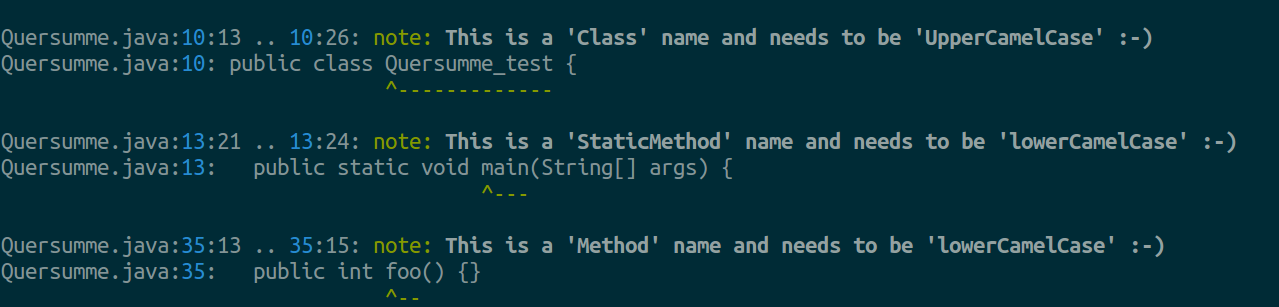 Quersumme.java:10:13 .. 10:26: note: This is a 'Class' name and needs to be 'UpperCamelCase' :-)
Quersumme.java:10: public class Quersumme_test {
^-------------
Quersumme.java:13:21 .. 13:24: note: This is a 'StaticMethod' name and needs to be 'lowerCamelCase' :-)
Quersumme.java:13:   public static void main(String[] args) {
^---
Quersumme.java:35:13 .. 35:15: note: This is a 'Method' name and needs to be 'lowerCamelCase' :-)
Quersumme.java:35:   public int foo() {}
^--